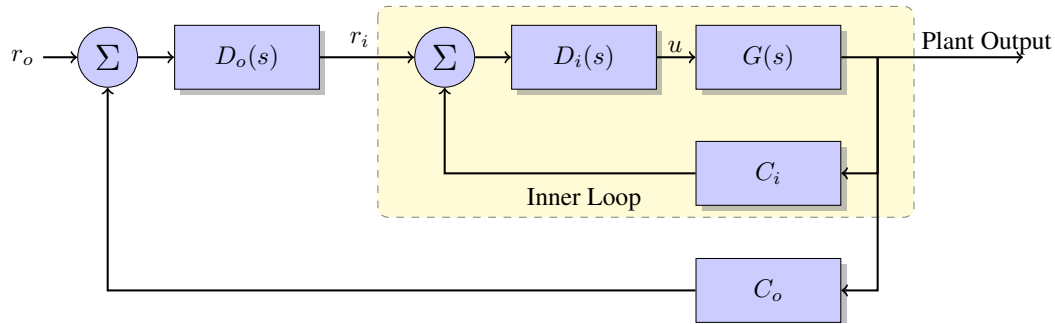 r_o
Σ
D_o(s)
r_i
Σ
D_i(s)
u
G(s)
Plant Output
C_i
Inner Loop
C_o